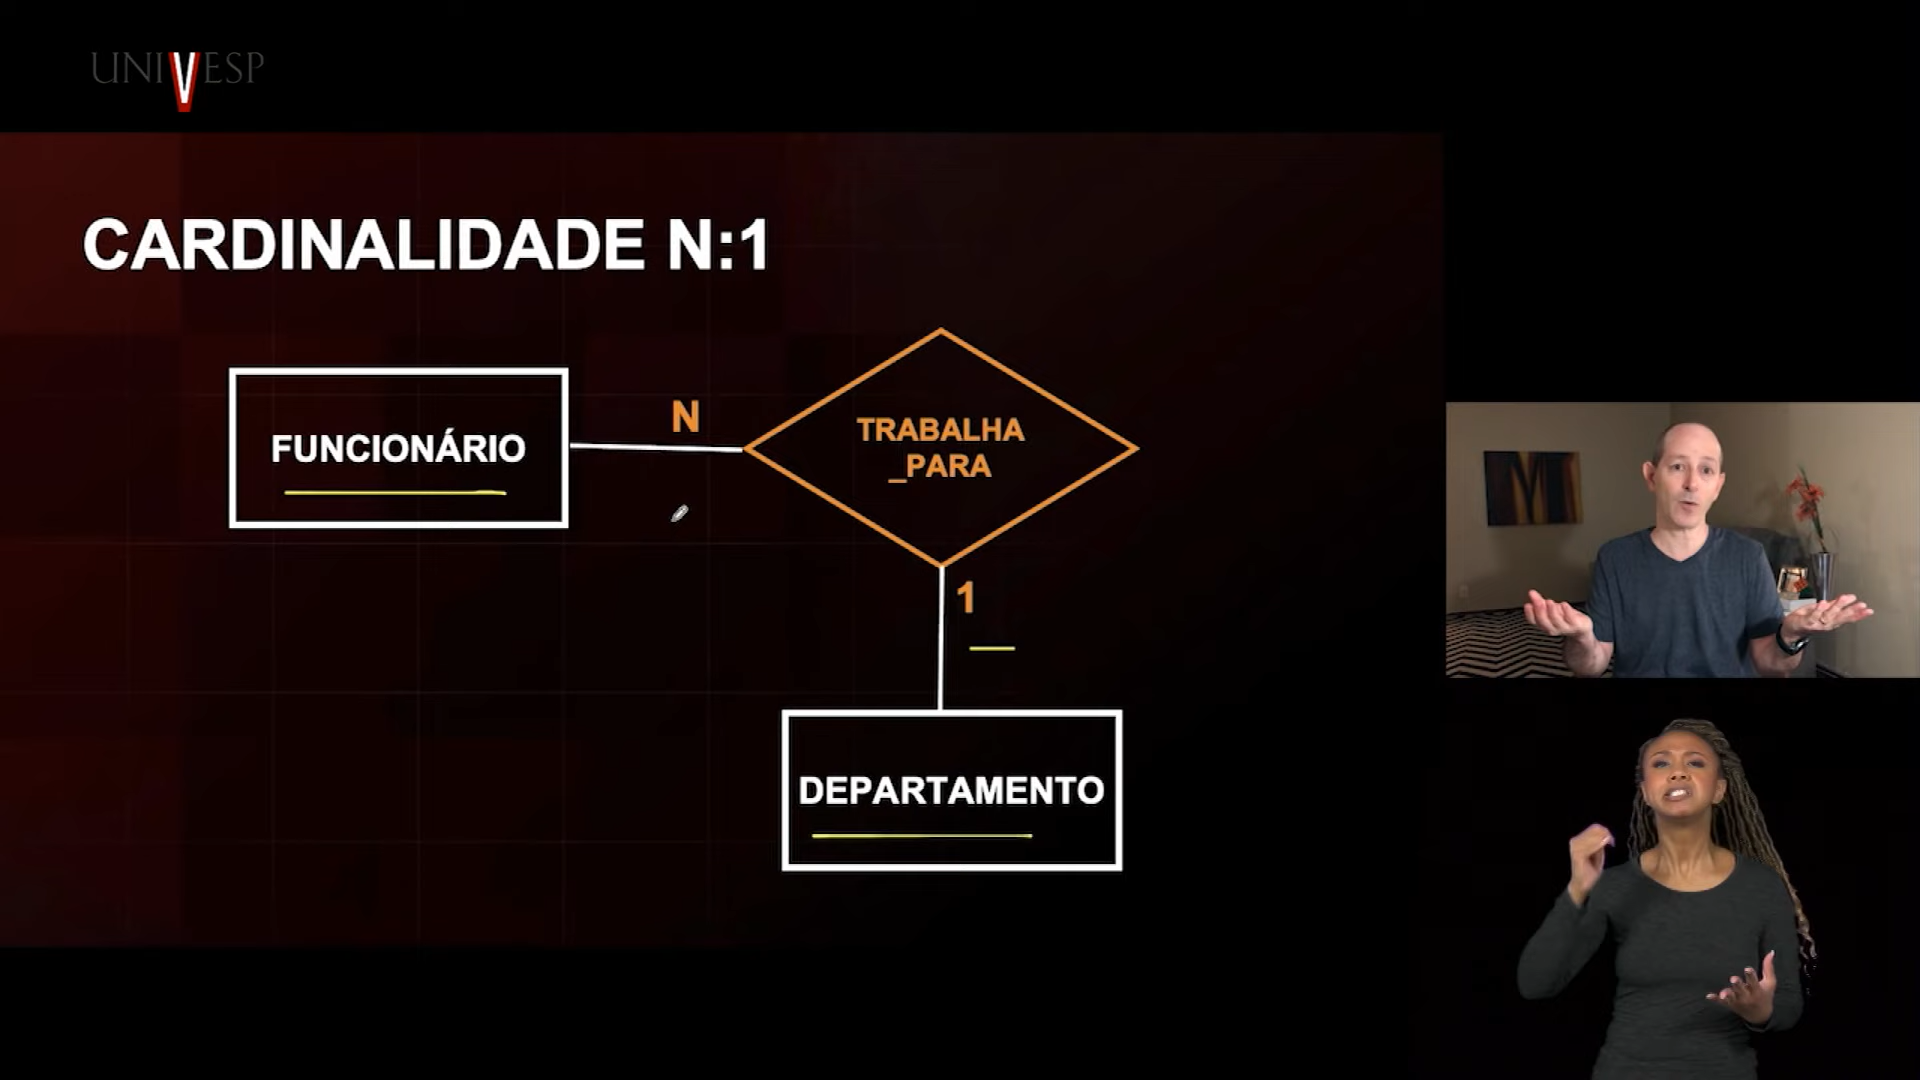 UNIVESP
CARDINALIDADE N:1
FUNCIONÁRIO
N
TRABALHA
_PARA
1
DEPARTAMENTO